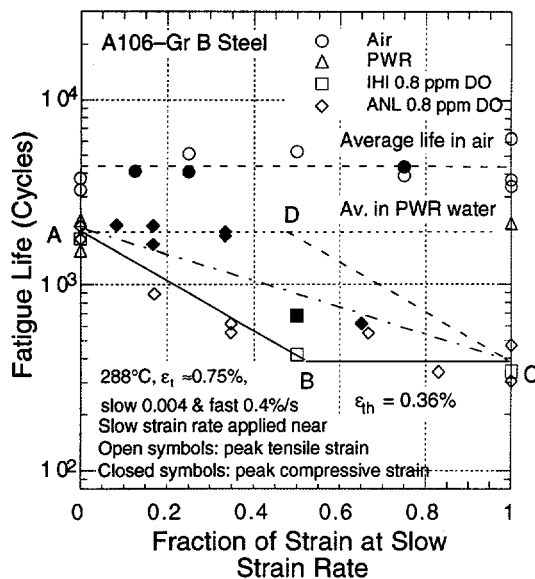 A106–Gr B Steel
Air
PWR
IHI 0.8 ppm DO
ANL 0.8 ppm DO
10⁴
Average life in air
Fatigue Life (Cycles)
D
Av. in PWR water
A
10³
B
C
288°C, εt ≈0.75%,
εth = 0.36%
slow 0.004 & fast 0.4%/s
Slow strain rate applied near
Open symbols: peak tensile strain
Closed symbols: peak compressive strain
10²
0 0.2 0.4 0.6 0.8 1
Fraction of Strain at Slow
Strain Rate